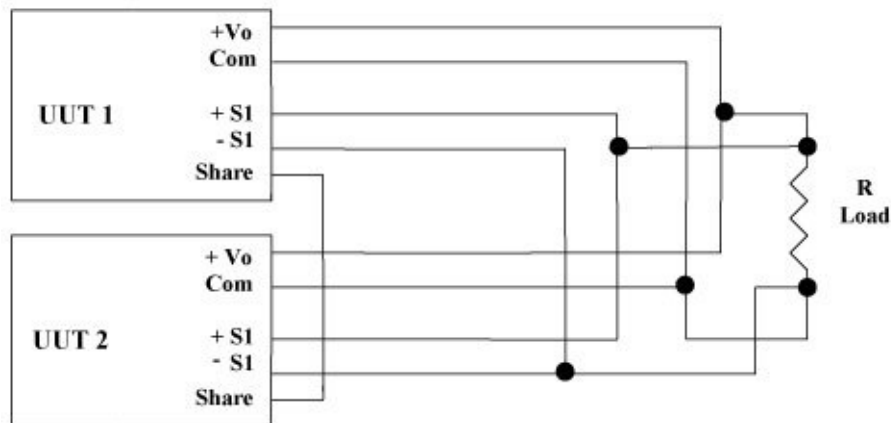 +Vo
Com
UUT 1
+ S1
- S1
Share
R
Load
+ Vo
Com
UUT 2
+ S1
- S1
Share